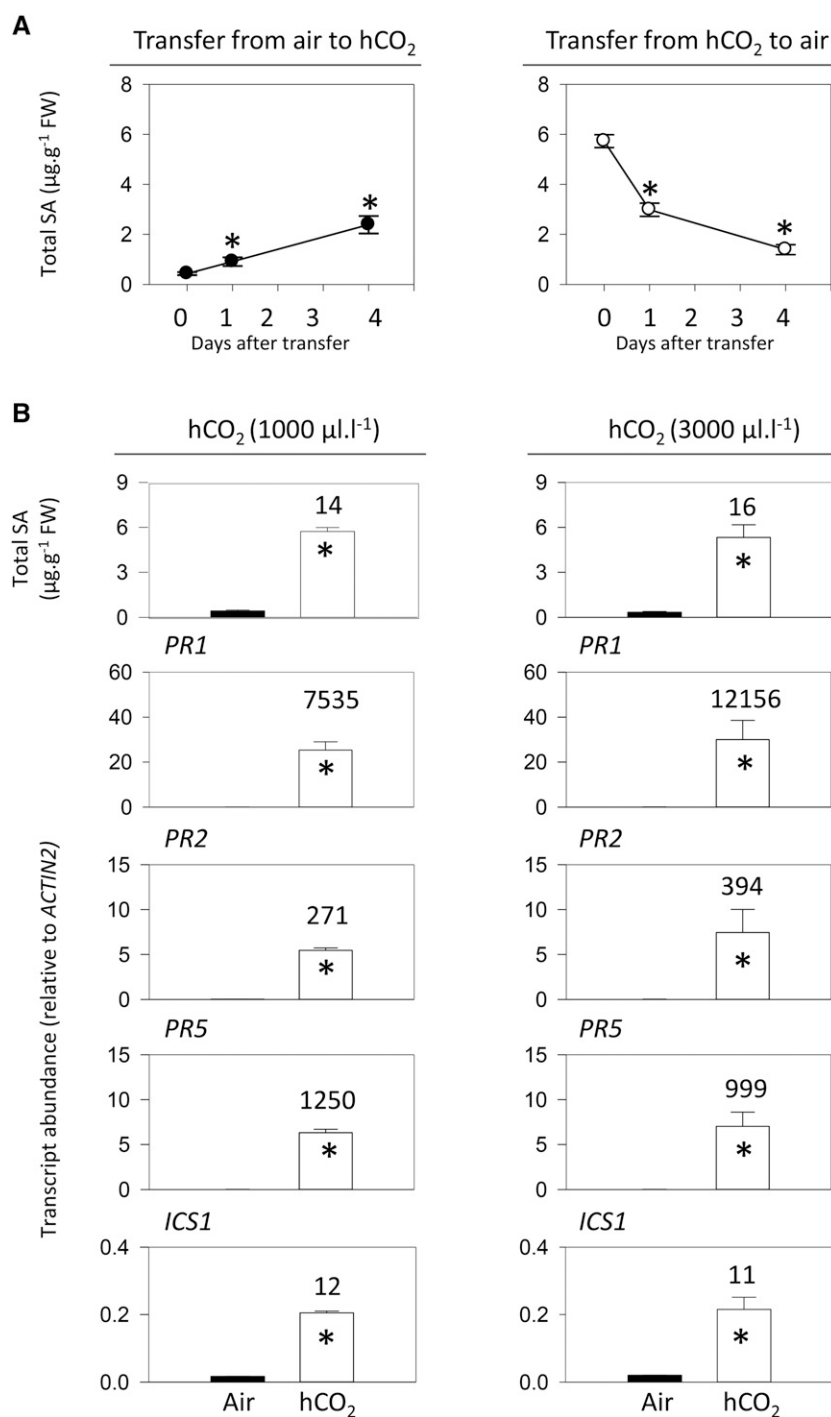 A
Transfer from air to hCO₂
Transfer from hCO₂ to air
Total SA (µg.g⁻¹ FW)
8
6
4
2
0
0 1 2 3 4
Days after transfer
8
6
4
2
0
0 1 2 3 4
Days after transfer
* *
* *
B
hCO₂ (1000 µl.l⁻¹)
hCO₂ (3000 µl.l⁻¹)
Total SA
(µg.g⁻¹ FW)
9
6
3
0
14
*
9
6
3
0
16
*
Transcript abundance (relative to ACTIN2)
PR1
60
40
20
0
7535
*
PR1
60
40
20
0
12156
*
PR2
15
10
5
0
271
*
PR2
15
10
5
0
394
*
PR5
15
10
5
0
1250
*
PR5
15
10
5
0
999
*
ICS1
0.4
0.2
0.0
12
*
Air hCO₂
ICS1
0.4
0.2
0.0
11
*
Air hCO₂